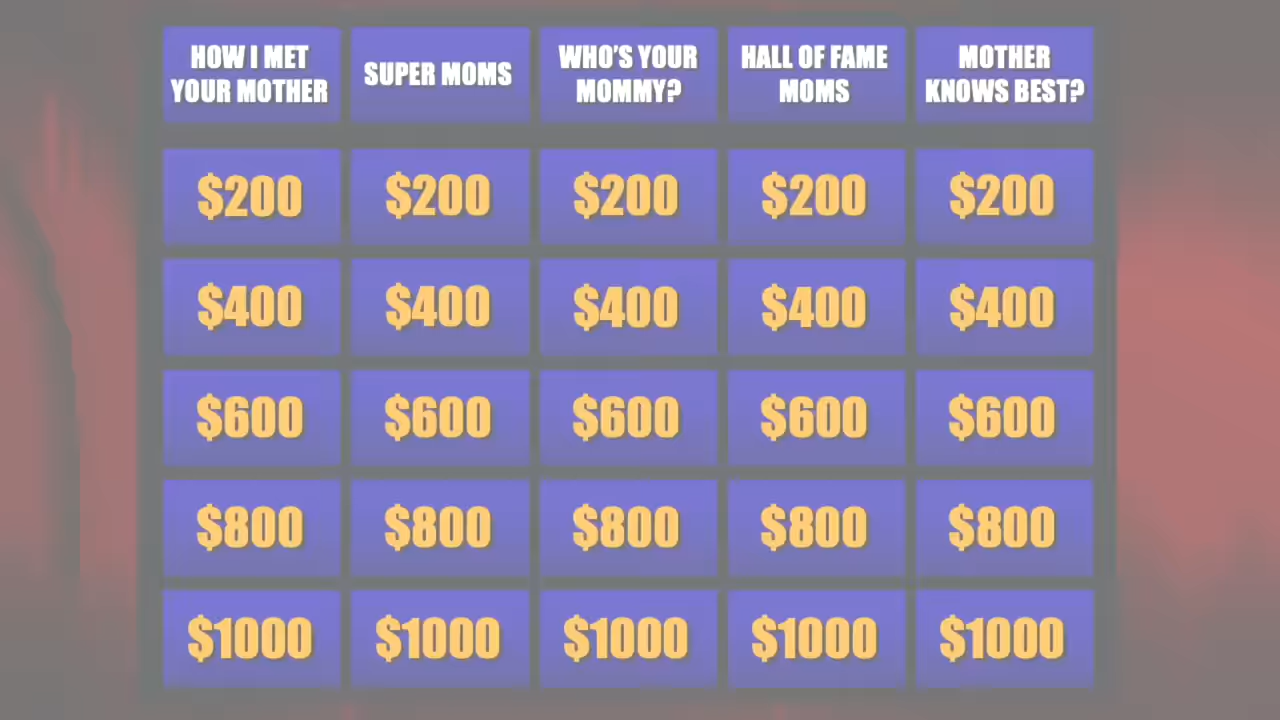 HOW I MET
YOUR MOTHER
SUPER MOMS
WHO'S YOUR
MOMMY?
HALL OF FAME
MOMS
MOTHER
KNOWS BEST?
$200 $200 $200 $200 $200
$400 $400 $400 $400 $400
$600 $600 $600 $600 $600
$800 $800 $800 $800 $800
$1000 $1000 $1000 $1000 $1000